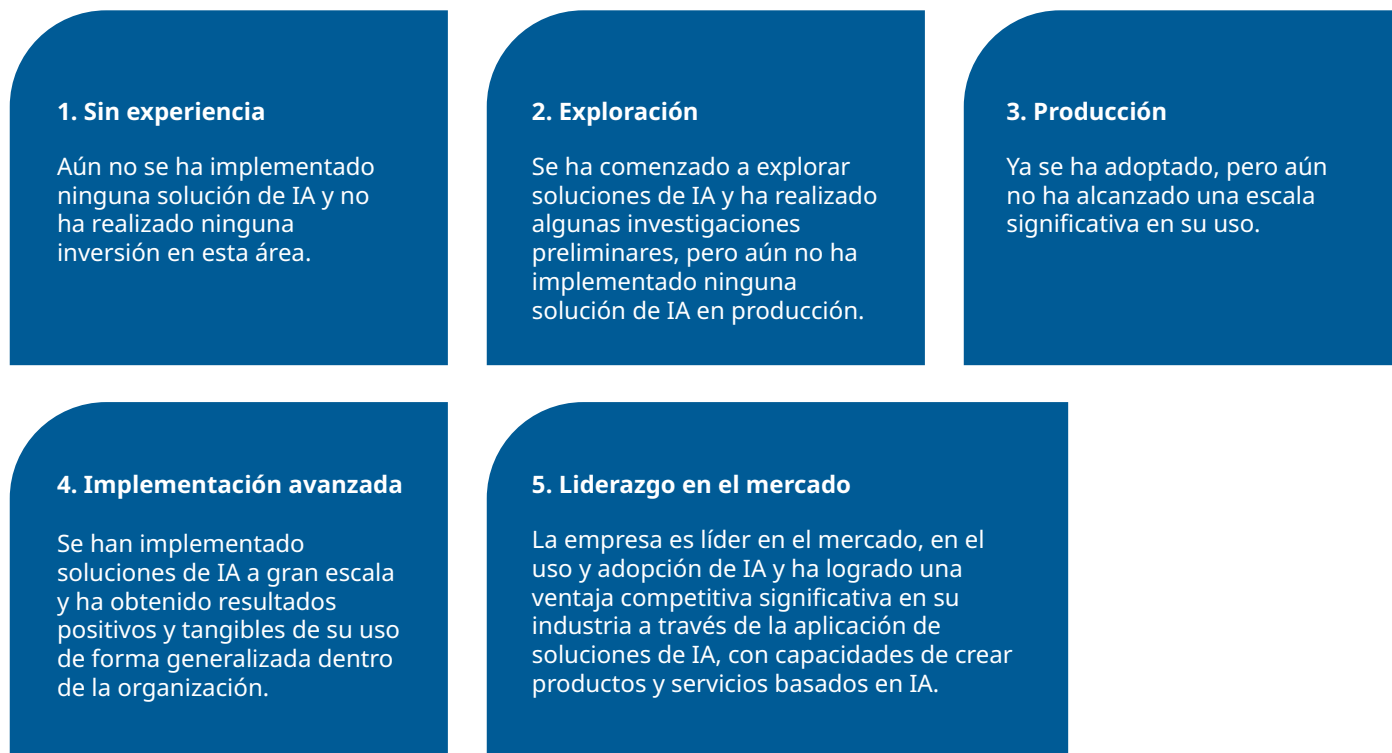 1. Sin experiencia
Aún no se ha implementado
ninguna solución de IA y no
ha realizado ninguna
inversión en esta área.
2. Exploración
Se ha comenzado a explorar
soluciones de IA y ha realizado
algunas investigaciones
preliminares, pero aún no ha
implementado ninguna
solución de IA en producción.
3. Producción
Ya se ha adoptado, pero aún
no ha alcanzado una escala
significativa en su uso.
4. Implementación avanzada
Se han implementado
soluciones de IA a gran escala
y ha obtenido resultados
positivos y tangibles de su uso
de forma generalizada dentro
de la organización.
5. Liderazgo en el mercado
La empresa es líder en el mercado, en el
uso y adopción de IA y ha logrado una
ventaja competitiva significativa en su
industria a través de la aplicación de
soluciones de IA, con capacidades de crear
productos y servicios basados en IA.